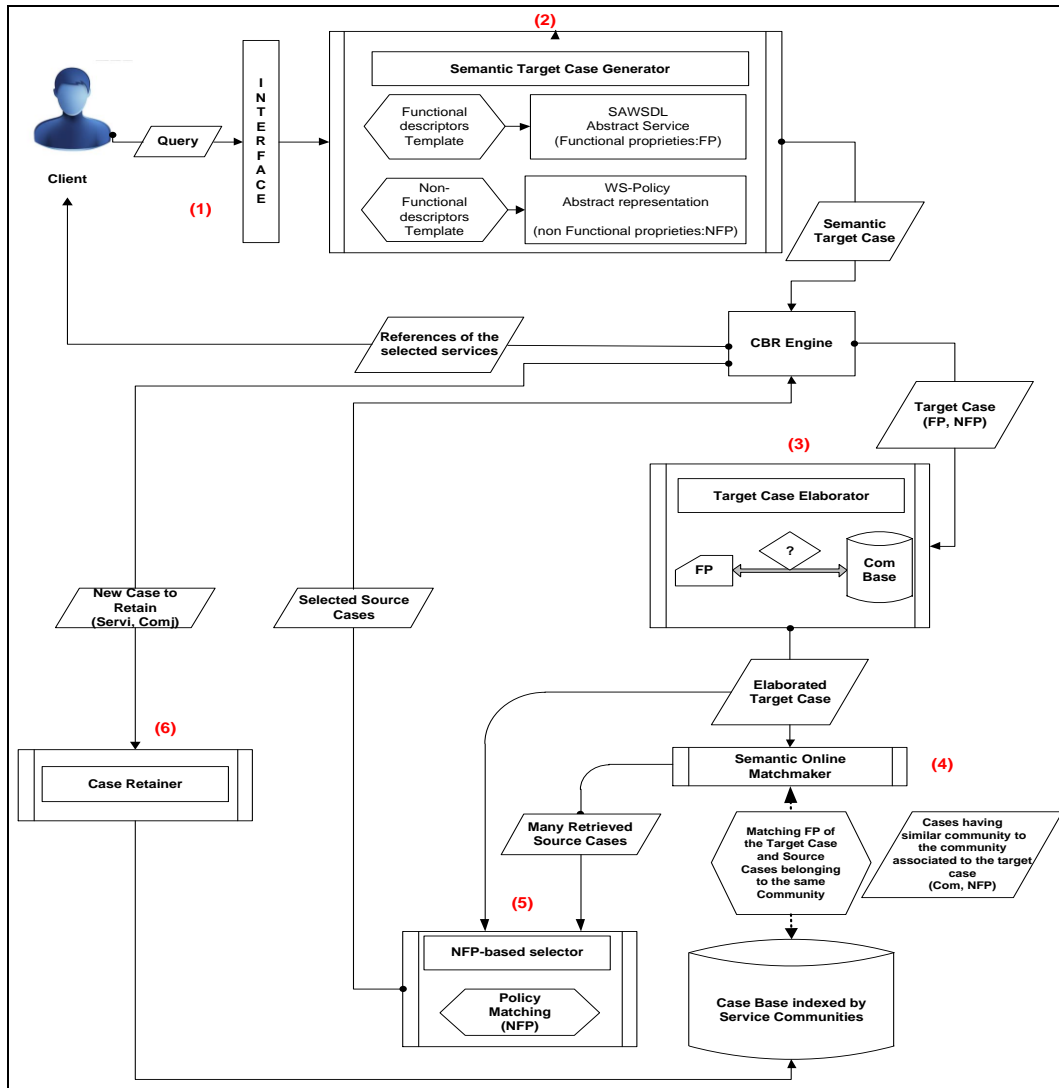 (2)
Semantic Target Case Generator
Functional
descriptors
Template
SAWSDL
Abstract Service
(Functional proprieties:FP)
Non-
Functional
descriptors
Template
WS-Policy
Abstract representation
(non Functional proprieties:NFP)
INTERFACE
Query
Client
(1)
Semantic
Target Case
References of the
selected services
CBR Engine
Target Case
(FP, NFP)
(3)
Target Case Elaborator
?
FP
Com
Base
New Case to
Retain
(Servi, Comj)
Selected Source
Cases
Elaborated
Target Case
(6)
Case Retainer
Semantic Online
Matchmaker
(4)
Many Retrieved
Source Cases
Matching FP of
the Target Case
and Source
Cases belonging
to the same
Community
Cases having
similar community to
the community
associated to the target
case
(Com, NFP)
(5)
NFP-based selector
Policy
Matching
(NFP)
Case Base indexed by
Service Communities